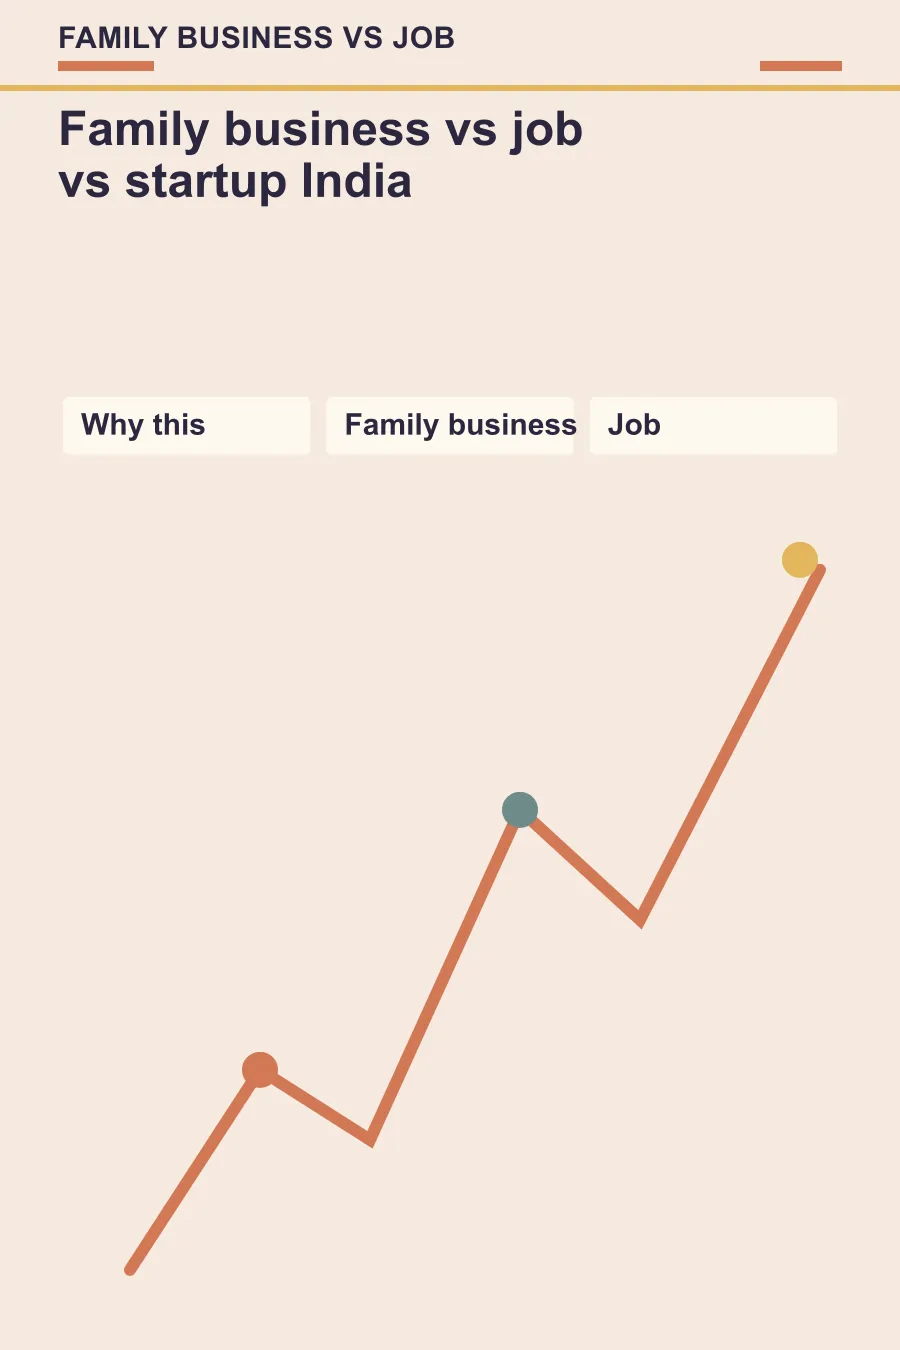 FAMILY BUSINESS VS JOB
Family business vs job
vs startup India
Why this
Family business
Job